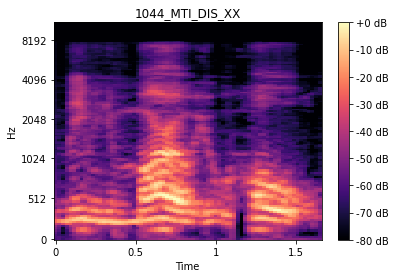 1044_MTI_DIS_XX
Hz
8192
4096
2048
1024
512
0
0
0.5
1
1.5
Time
+0 dB
-10 dB
-20 dB
-30 dB
-40 dB
-50 dB
-60 dB
-70 dB
-80 dB